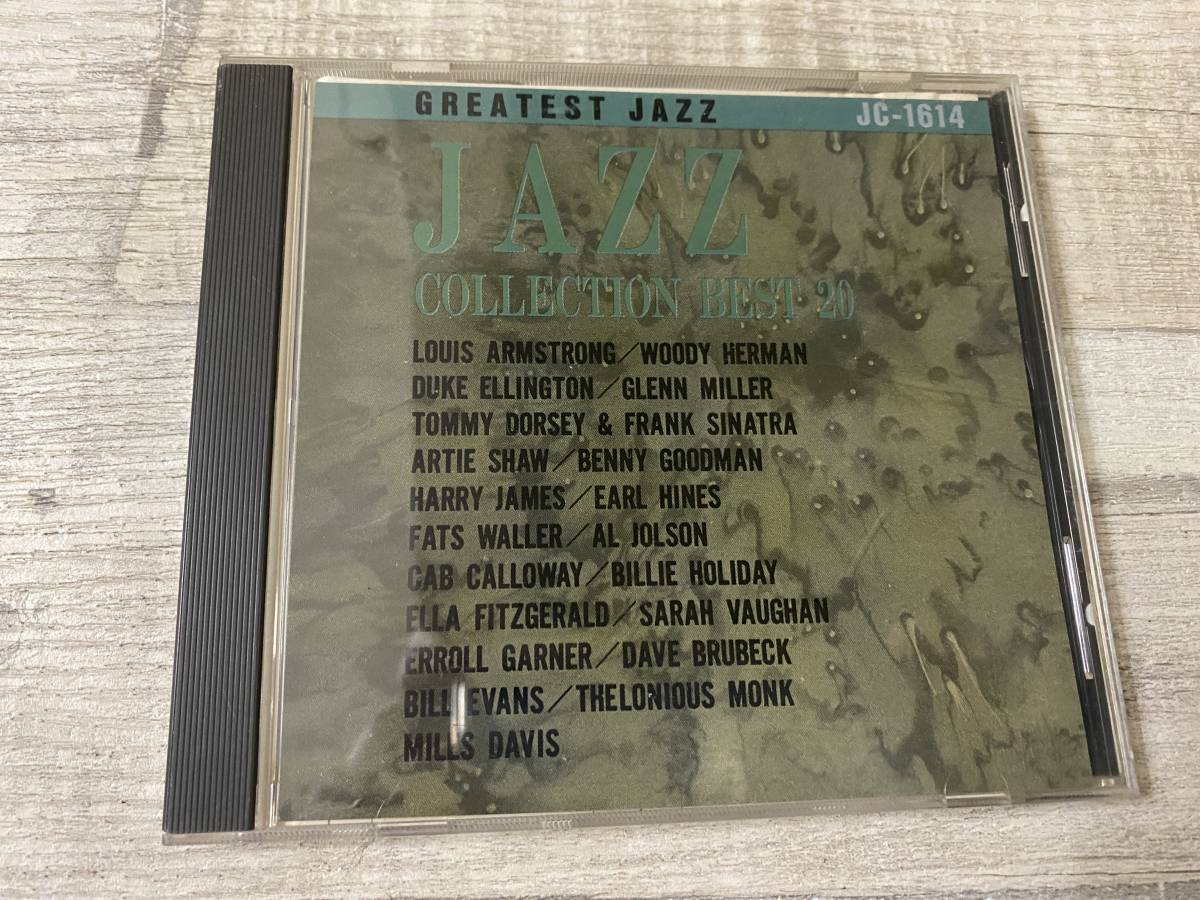 GREATEST JAZZ JC-1614
JAZZ
COLLECTION BEST 20
LOUIS ARMSTRONG/WOODY HERMAN
DUKE ELLINGTON/GLENN MILLER
TOMMY DORSEY & FRANK SINATRA
ARTIE SHAW/BENNY GOODMAN
HARRY JAMES/EARL HINES
FATS WALLER/AL JOLSON
CAB CALLOWAY/BILLIE HOLIDAY
ELLA FITZGERALD/SARAH VAUGHAN
ERROLL GARNER/DAVE BRUBECK
BILL EVANS/THELONIOUS MONK
MILLS DAVIS